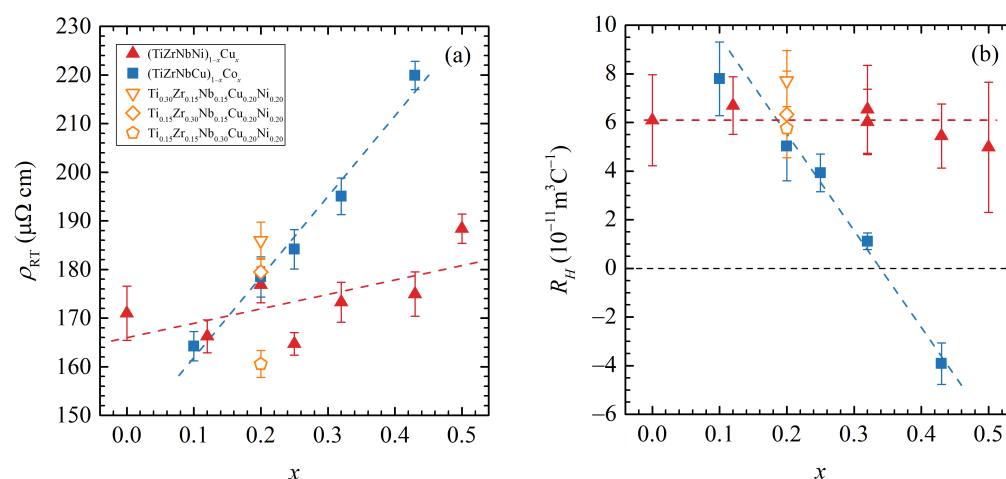 (a)
(TiZrNbNi)₁₋ₓCuₓ
(TiZrNbCu)₁₋ₓCoₓ
Ti₀.₃₀Zr₀.₁₅Nb₀.₁₅Cu₀.₂₀Ni₀.₂₀
Ti₀.₁₅Zr₀.₃₀Nb₀.₁₅Cu₀.₂₀Ni₀.₂₀
Ti₀.₁₅Zr₀.₁₅Nb₀.₃₀Cu₀.₂₀Ni₀.₂₀
230
220
210
200
190
180
170
160
150
ρRT (μΩ cm)
0.0 0.1 0.2 0.3 0.4 0.5
x
(b)
10
8
6
4
2
0
−2
−4
−6
R_H (10⁻¹¹m³C⁻¹)
0.0 0.1 0.2 0.3 0.4 0.5
x